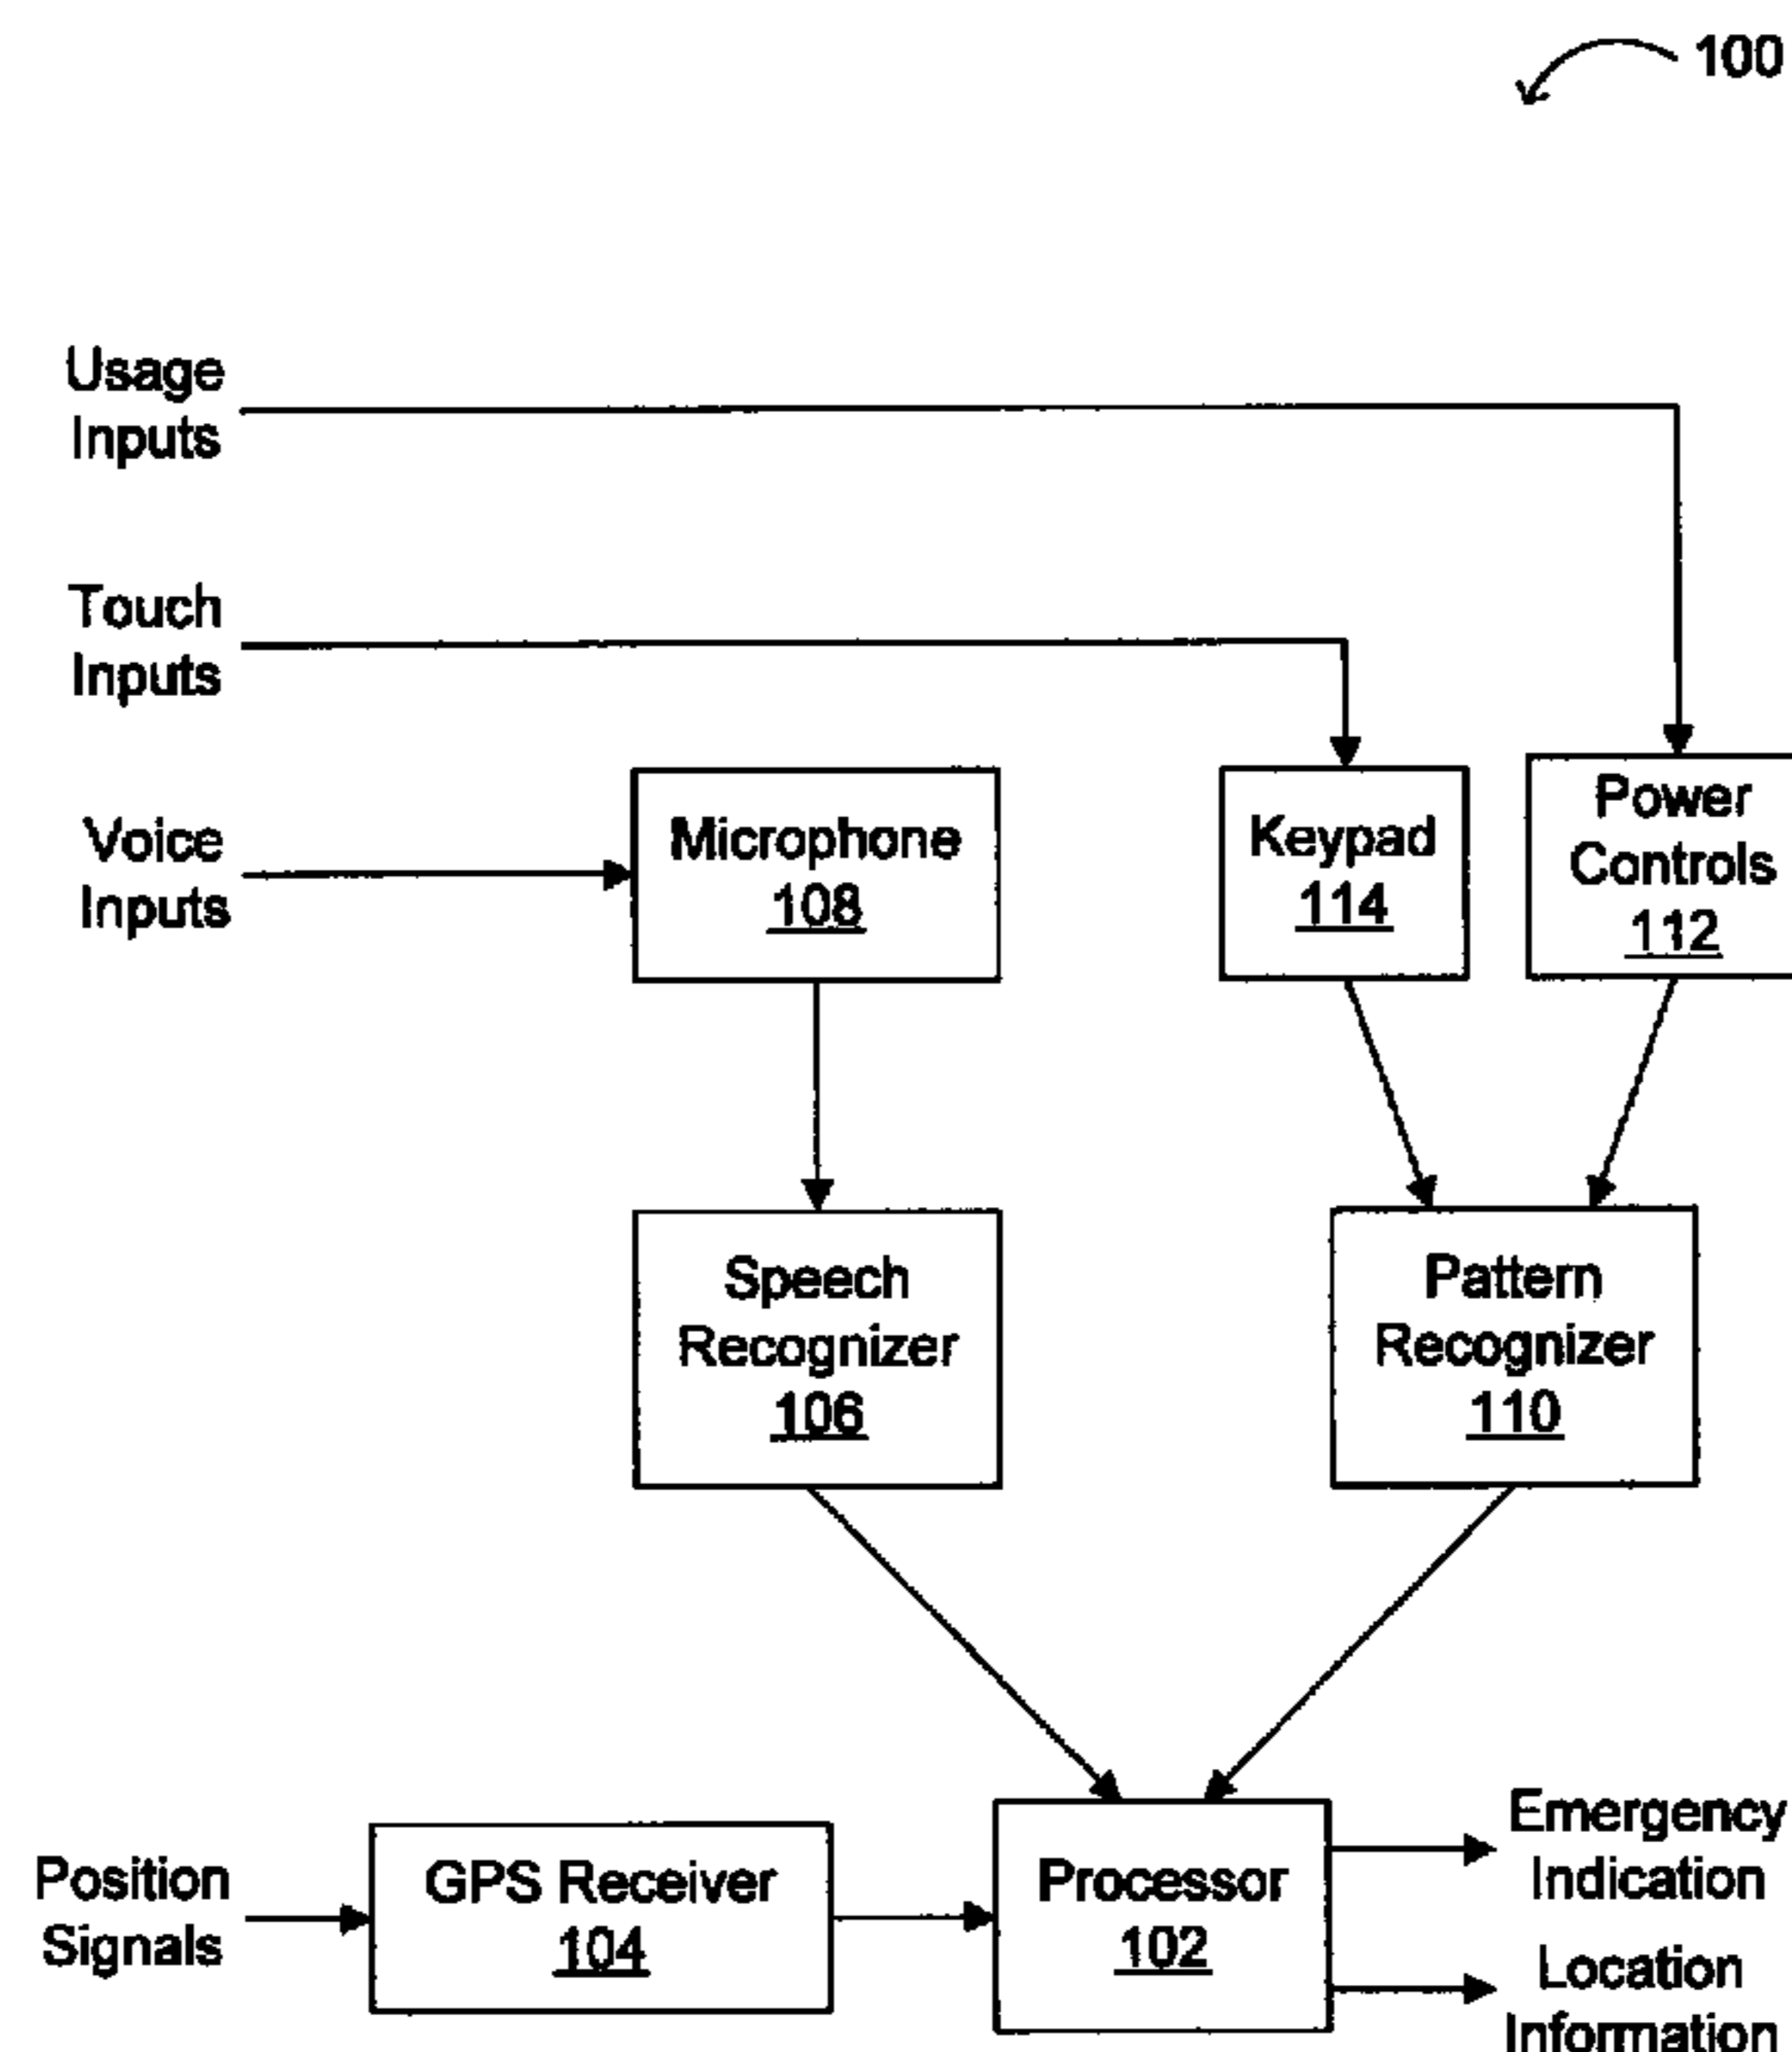 100
Usage
Inputs
Touch
Inputs
Voice
Inputs
Microphone
108
Keypad
114
Power
Controls
112
Speech
Recognizer
106
Pattern
Recognizer
110
Position
Signals
GPS Receiver
104
Processor
102
Emergency
Indication
Location
Information